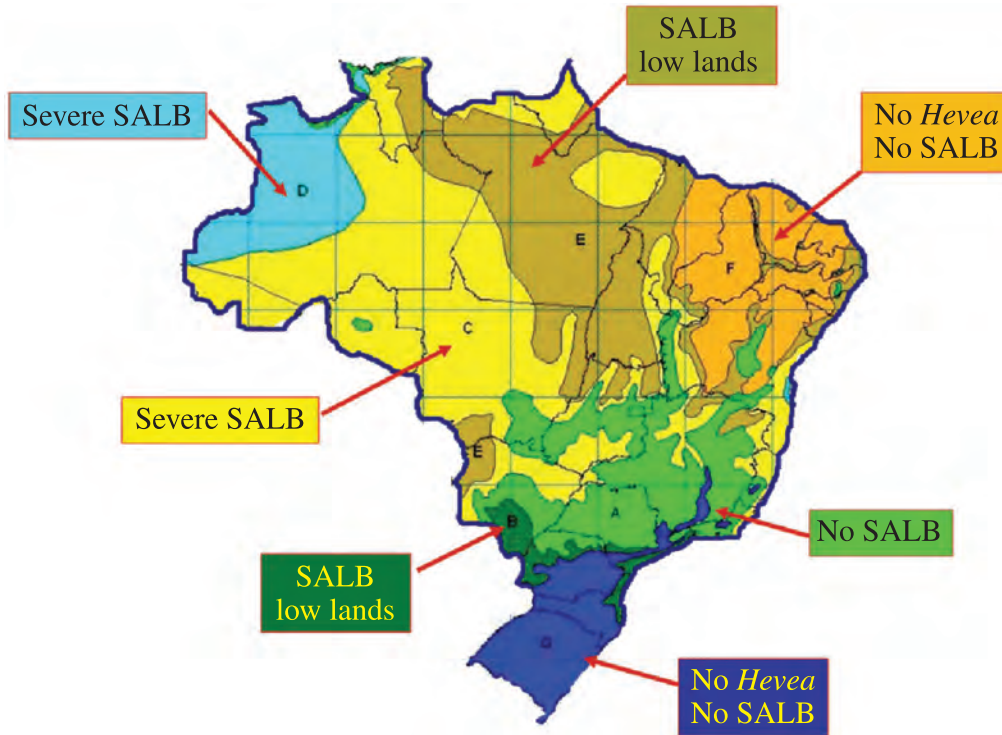 SALB
low lands
Severe SALB
No Hevea
No SALB
D
E
F
C
Severe SALB
E
B
A
No SALB
SALB
low lands
G
No Hevea
No SALB